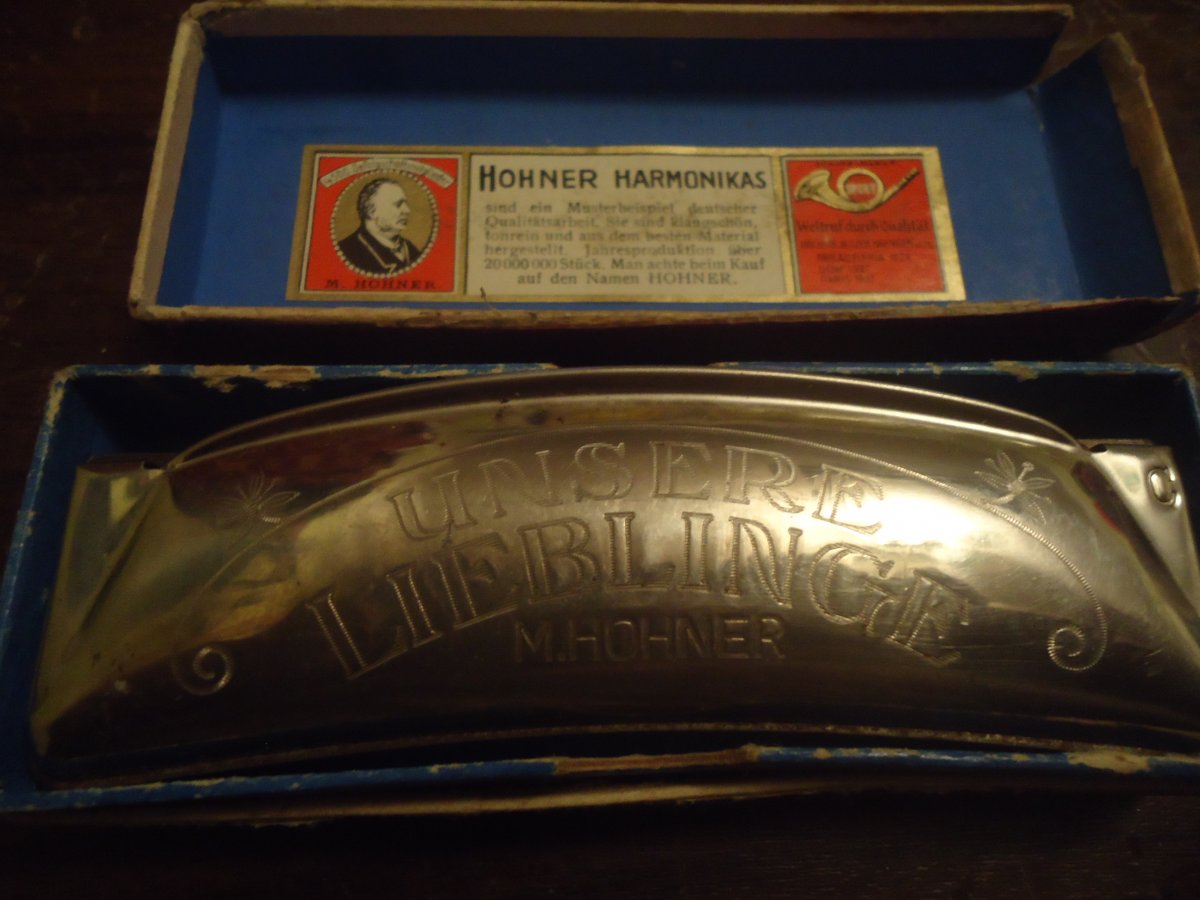 M. HOHNER
HOHNER HARMONIKAS
sind ein Musterbeispiel deutscher
Qualitätsarbeit. Sie sind klangschön,
tonrein und aus dem besten Material
hergestellt. Jahresproduktion über
20 000 000 Stück. Man achte beim Kauf
auf den Namen HOHNER.
Weltruf durch Qualität
PHILADELPHIA 1926
UNSERE
LIEBLINGE
M. HOHNER